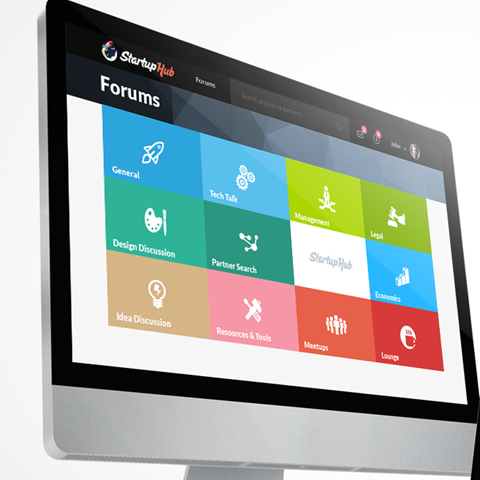 StartupHub
Forums
Search argentine partners...
Julia
Forums
General
Tech Talk
Management
Legal
Design Discussion
Partner Search
StartupHub
Economics
Idea Discussion
Resources & Tools
Meetups
Lounge